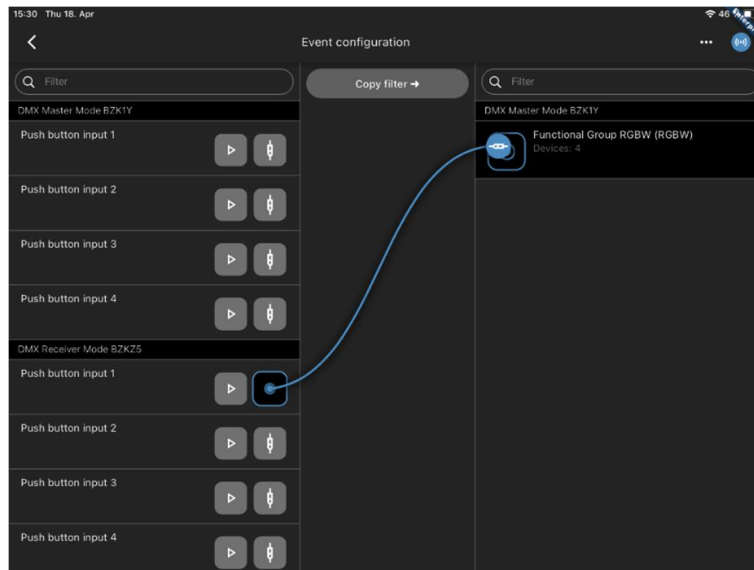 15:30 Thu 18. Apr
46
Event configuration
Filter
Copy filter →
Filter
DMX Master Mode BZK1Y
Push button input 1
Push button input 2
Push button input 3
Push button input 4
DMX Receiver Mode BZKZ5
Push button input 1
Push button input 2
Push button input 3
Push button input 4
DMX Master Mode BZK1Y
Functional Group RGBW (RGBW)
Devices: 4